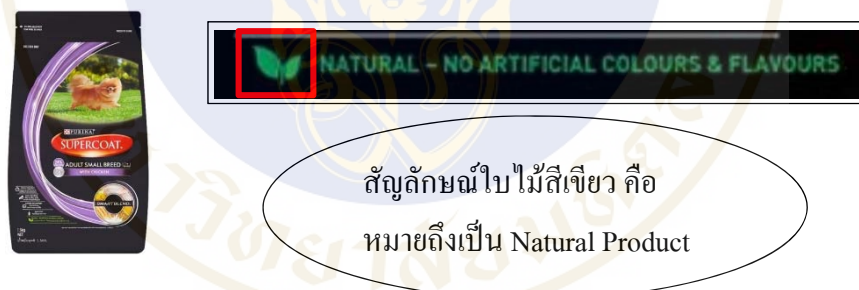 NATURAL – NO ARTIFICIAL COLOURS & FLAVOURS
PURINA
SUPERCOAT.
ADULT SMALL BREED
WITH CHICKEN
SMARTBLEND
สัญลักษณ์ใบไม้สีเขียว คือ
หมายถึงเป็น Natural Product